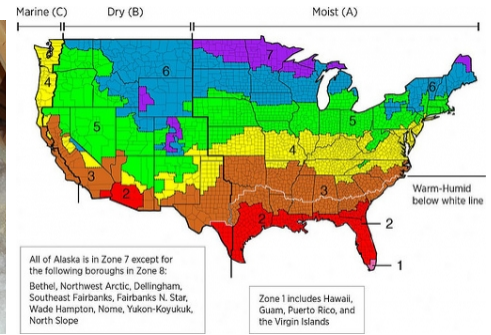 Marine (C) Dry (B) Moist (A)
7
6
6
4
5
5
4
3
3
2
2
Warm-Humid
below white line
2
1
All of Alaska is in Zone 7 except for
the following boroughs in Zone 8:
Bethel, Northwest Arctic, Dellingham,
Southeast Fairbanks, Fairbanks N. Star,
Wade Hampton, Nome, Yukon-Koyukuk,
North Slope
Zone 1 includes Hawaii,
Guam, Puerto Rico, and
the Virgin Islands